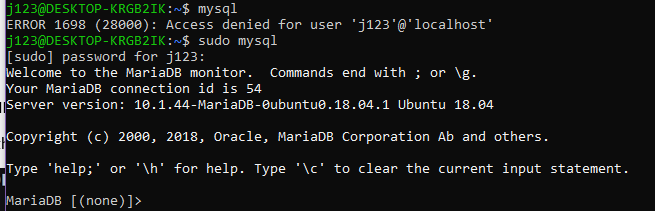 j123@DESKTOP-KRGB2IK:~$ mysql
ERROR 1698 (28000): Access denied for user 'j123'@'localhost'
j123@DESKTOP-KRGB2IK:~$ sudo mysql
[sudo] password for j123:
Welcome to the MariaDB monitor.  Commands end with ; or \g.
Your MariaDB connection id is 54
Server version: 10.1.44-MariaDB-0ubuntu0.18.04.1 Ubuntu 18.04

Copyright (c) 2000, 2018, Oracle, MariaDB Corporation Ab and others.

Type 'help;' or '\h' for help. Type '\c' to clear the current input statement.

MariaDB [(none)]>